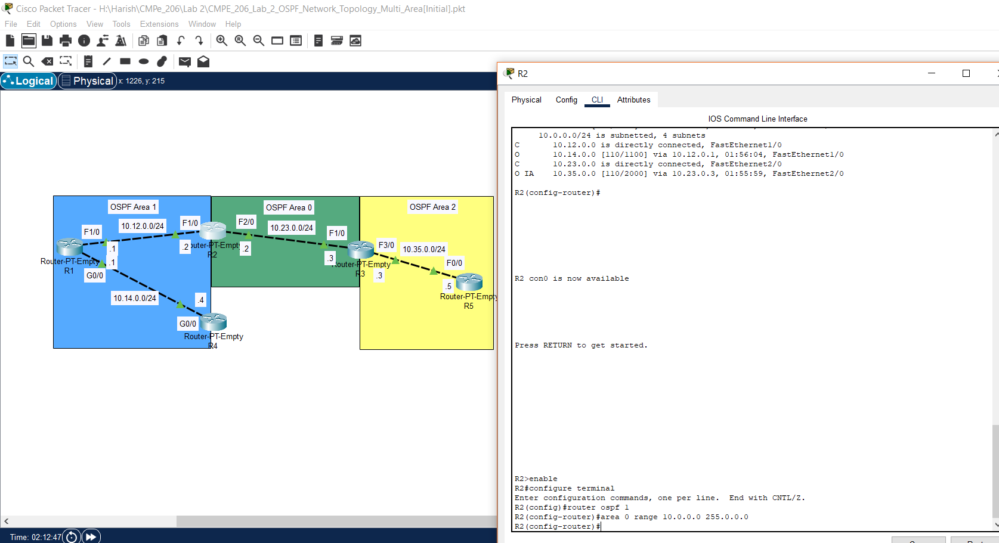 Cisco Packet Tracer - H:\Harish\CMPe_206\Lab 2\CMPE_206_Lab_2_OSPF_Network_Topology_Multi_Area[Initial].pkt
File Edit Options View Tools Extensions Window Help
Logical Physical x: 1226, y: 215
OSPF Area 1
OSPF Area 0
OSPF Area 2
F1/0
10.12.0.0/24
F1/0
F2/0
10.23.0.0/24
F1/0
.1
.2
.2
.1
Router-PT-Empty
R1
outer-PT-Empty
R2
G0/0
.3
outer-PT-Empty
R3
F3/0
10.35.0.0/24
F0/0
.3
.5
Router-PT-Empty
R5
10.14.0.0/24
.4
G0/0
Router-PT-Empty
R4
Time: 02:12:47
R2
Physical Config CLI Attributes
IOS Command Line Interface
10.0.0.0/24 is subnetted, 4 subnets
C 10.12.0.0 is directly connected, FastEthernet1/0
O 10.14.0.0 [110/1100] via 10.12.0.1, 01:56:04, FastEthernet1/0
C 10.23.0.0 is directly connected, FastEthernet2/0
O IA 10.35.0.0 [110/2000] via 10.23.0.3, 01:55:59, FastEthernet2/0
R2(config-router)#
R2 con0 is now available
Press RETURN to get started.
R2>enable
R2#configure terminal
Enter configuration commands, one per line. End with CNTL/Z.
R2(config)#router ospf 1
R2(config-router)#area 0 range 10.0.0.0 255.0.0.0
R2(config-router)#